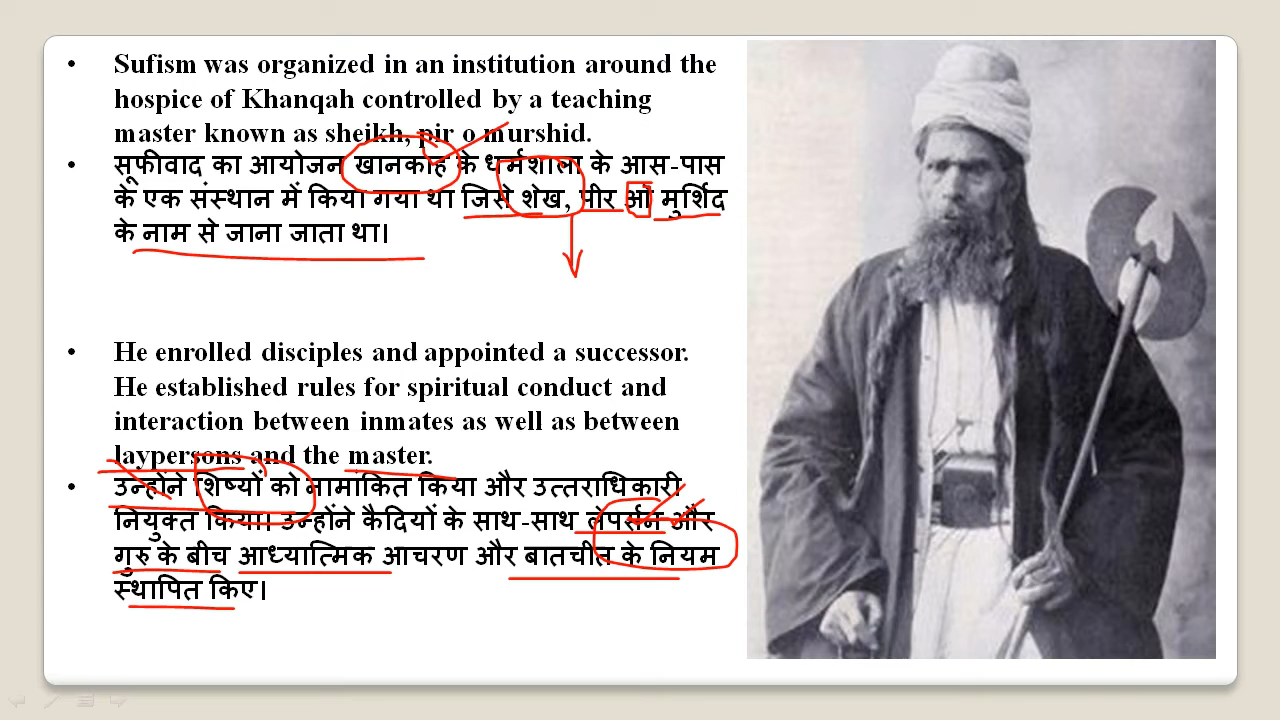 • Sufism was organized in an institution around the
hospice of Khanqah controlled by a teaching
master known as sheikh, pir o murshid.
• सूफीवाद का आयोजन खानकाह के धर्मशाला के आस-पास
के एक संस्थान में किया गया था जिसे शेख, पीर ओ मुर्शिद
के नाम से जाना जाता था।
• He enrolled disciples and appointed a successor.
He established rules for spiritual conduct and
interaction between inmates as well as between
laypersons and the master.
• उन्होंने शिष्यों को नामांकित किया और उत्तराधिकारी
नियुक्त किया। उन्होंने कैदियों के साथ-साथ लेपर्सन और
गुरु के बीच आध्यात्मिक आचरण और बातचीत के नियम
स्थापित किए।